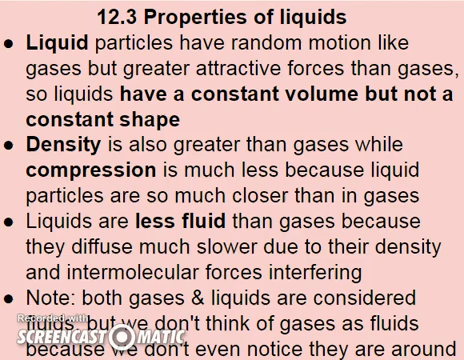 12.3 Properties of liquids
● Liquid particles have random motion like
gases but greater attractive forces than gases,
so liquids have a constant volume but not a
constant shape
● Density is also greater than gases while
compression is much less because liquid
particles are so much closer than in gases
● Liquids are less fluid than gases because
they diffuse much slower due to their density
and intermolecular forces interfering
● Note: both gases & liquids are considered
Recorded with
fluids, but we don't think of gases as fluids
SCREENCAST MATIC
because we don't even notice they are around